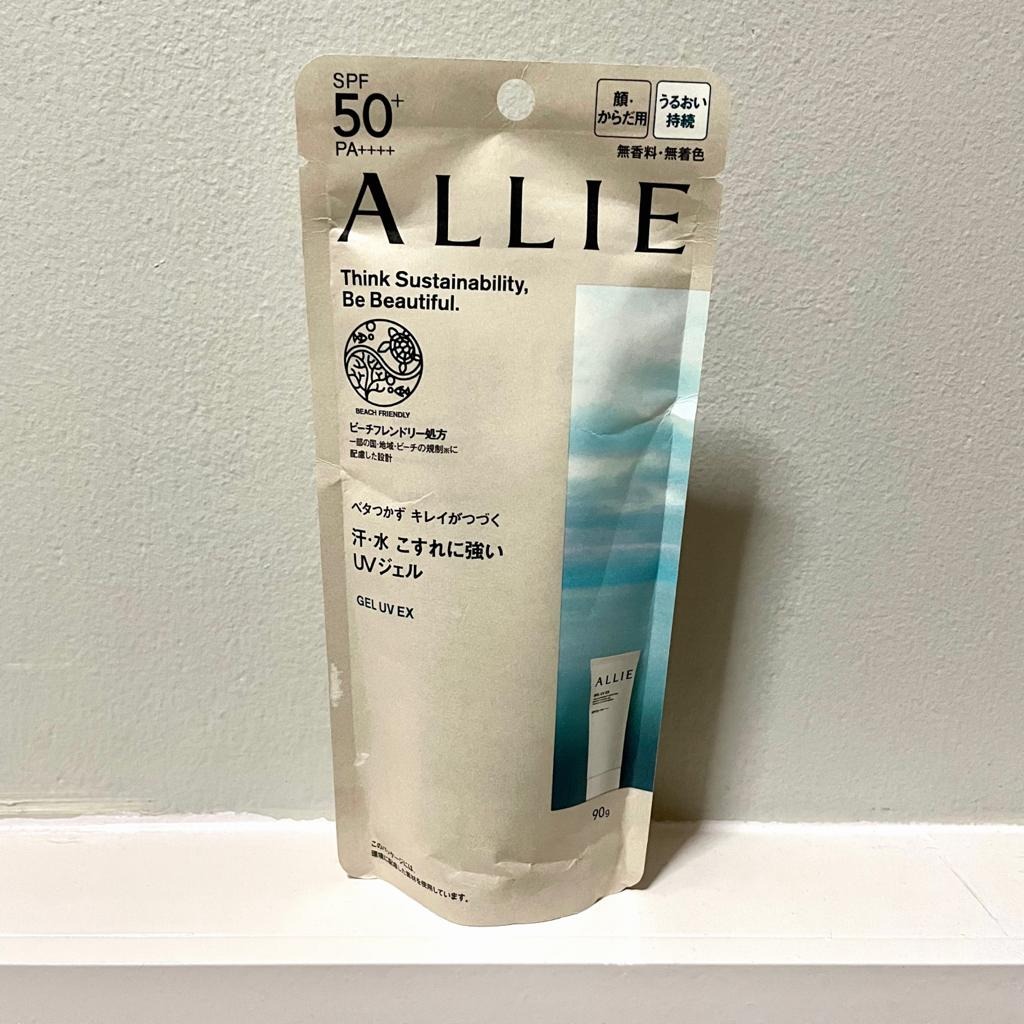 SPF
50+
PA++++
顔・
からだ用
うるおい
持続
無香料・無着色
ALLIE
Think Sustainability,
Be Beautiful.
BEACH FRIENDLY
ビーチフレンドリー処方
一部の国・地域・ビーチの規制※に
配慮した設計
ベタつかず キレイがつづく
汗・水 こすれに強い
UVジェル
GEL UV EX
ALLIE
GEL UV EX
90g
このパッケージには
環境に配慮した素材を使用しています。